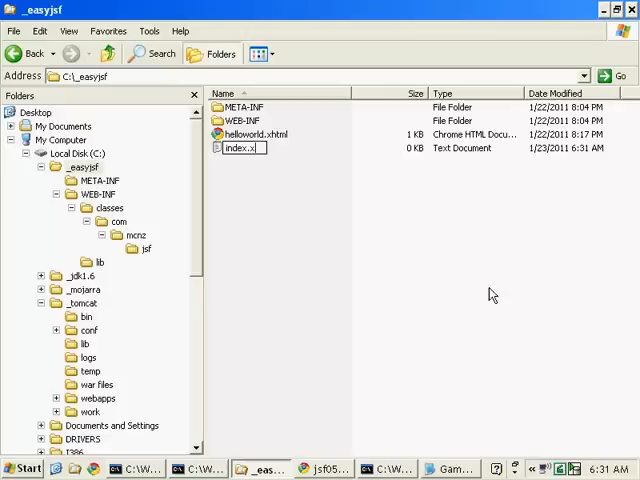 _easyjsf
File Edit View Favorites Tools Help
Back Search Folders
Address C:\_easyjsf Go
Folders
Name Size Type Date Modified
Desktop
My Documents
My Computer
Local Disk (C:)
_easyjsf
META-INF
WEB-INF
classes
com
mcnz
jsf
lib
_jdk1.6
_mojarra
_tomcat
bin
conf
lib
logs
temp
war files
webapps
work
Documents and Settings
DRIVERS
I386
META-INF File Folder 1/22/2011 8:04 PM
WEB-INF File Folder 1/22/2011 8:04 PM
helloworld.xhtml 1 KB Chrome HTML Docu... 1/22/2011 8:17 PM
index.x 0 KB Text Document 1/23/2011 6:31 AM
Start C:\W... C:\W... _eas... jsf05... C:\W... Gam... 6:31 AM